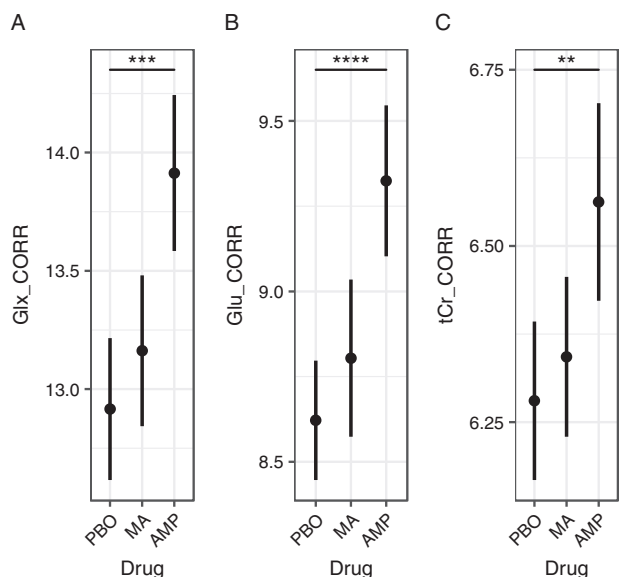 A
B
C
***
****
**
Glx_CORR
14.0
13.5
13.0
PBO
MA
AMP
Drug
Glu_CORR
9.5
9.0
8.5
PBO
MA
AMP
Drug
tCr_CORR
6.75
6.50
6.25
PBO
MA
AMP
Drug